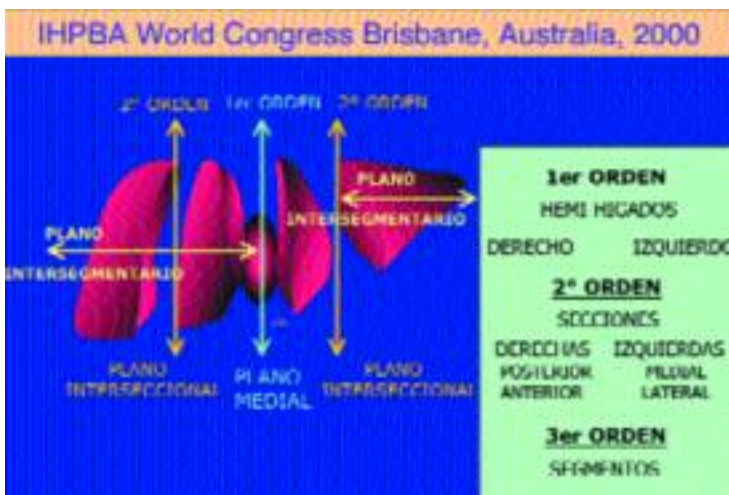 IHPBA World Congress Brisbane, Australia, 2000
2° ORDEN 1er ORDEN 2° ORDEN
PLANO
INTERSEGMENTARIO
PLANO
INTERSEGMENTARIO
PLANO
INTERSECCIONAL
PLANO
MEDIAL
PLANO
INTERSECCIONAL
1er ORDEN
HEMI HIGADOS
DERECHO IZQUIERDO
2° ORDEN
SECCIONES
DERECHAS IZQUIERDAS
POSTERIOR MEDIAL
ANTERIOR LATERAL
3er ORDEN
SEGMENTOS